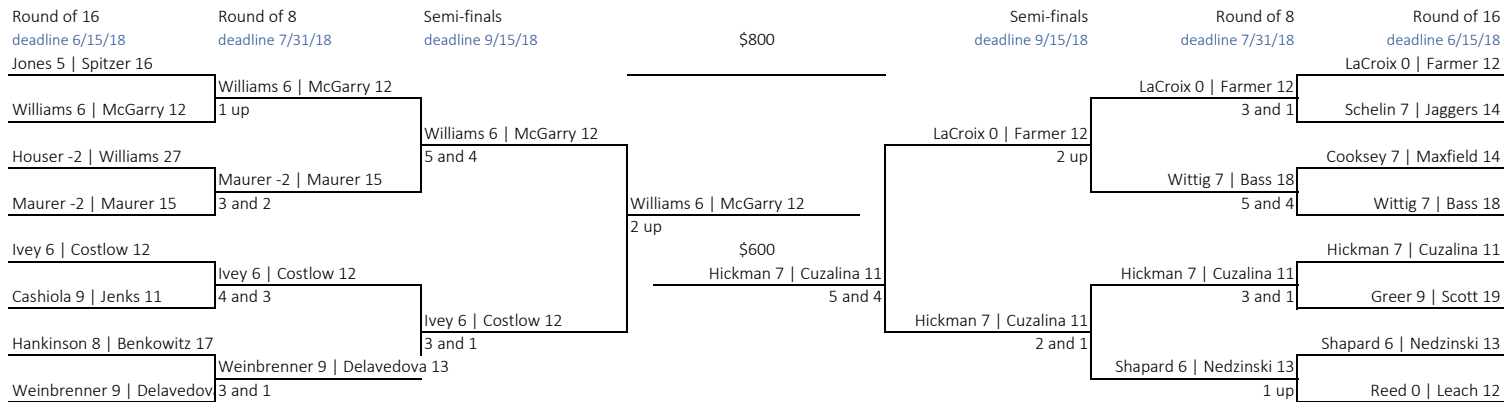 Round of 16
deadline 6/15/18
Jones 5 | Spitzer 16
Williams 6 | McGarry 12
Houser -2 | Williams 27
Maurer -2 | Maurer 15
Ivey 6 | Costlow 12
Cashiola 9 | Jenks 11
Hankinson 8 | Benkowitz 17
Weinbrenner 9 | Delavedov
Round of 8
deadline 7/31/18
Williams 6 | McGarry 12
1 up
Maurer -2 | Maurer 15
3 and 2
Ivey 6 | Costlow 12
4 and 3
Weinbrenner 9 | Delavedova 13
3 and 1
Semi-finals
deadline 9/15/18
Williams 6 | McGarry 12
5 and 4
Ivey 6 | Costlow 12
3 and 1
$800
Williams 6 | McGarry 12
2 up
$600
Hickman 7 | Cuzalina 11
5 and 4
Semi-finals
deadline 9/15/18
LaCroix 0 | Farmer 12
2 up
Hickman 7 | Cuzalina 11
2 and 1
Round of 8
deadline 7/31/18
LaCroix 0 | Farmer 12
3 and 1
Wittig 7 | Bass 18
5 and 4
Hickman 7 | Cuzalina 11
3 and 1
Shapard 6 | Nedzinski 13
1 up
Round of 16
deadline 6/15/18
LaCroix 0 | Farmer 12
Schelin 7 | Jaggers 14
Cooksey 7 | Maxfield 14
Wittig 7 | Bass 18
Hickman 7 | Cuzalina 11
Greer 9 | Scott 19
Shapard 6 | Nedzinski 13
Reed 0 | Leach 12